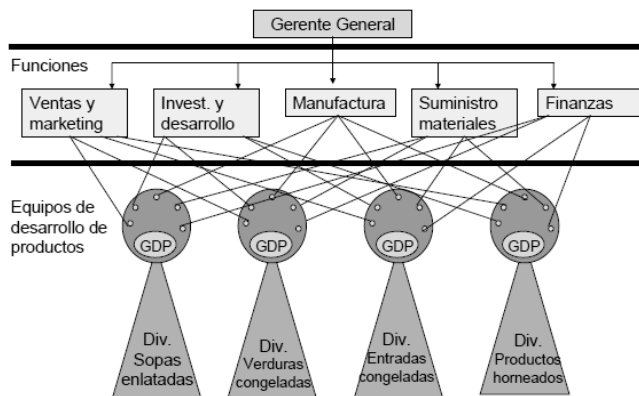 Gerente General
Funciones
Ventas y
marketing
Invest. y
desarrollo
Manufactura
Suministro
materiales
Finanzas
Equipos de
desarrollo de
productos
GDP
GDP
GDP
GDP
Div.
Sopas
enlatadas
Div.
Verduras
congeladas
Div.
Entradas
congeladas
Div.
Productos
horneados